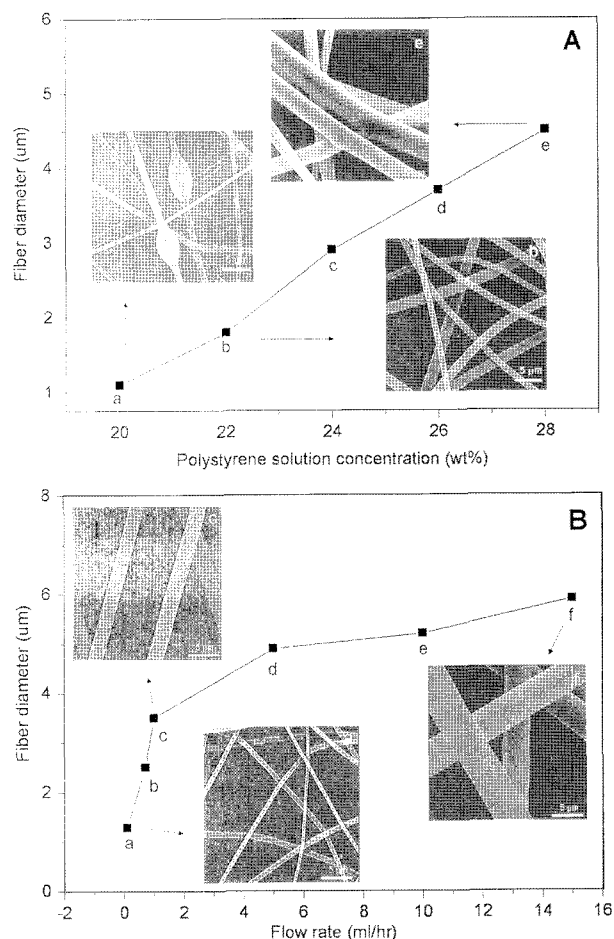 A
6
5
4
3
2
1
Fiber diameter (um)
e
e
d
c
b
b
a
5 µm
20 22 24 26 28
Polystyrene solution concentration (wt%)
B
8
6
4
2
0
Fiber diameter (um)
f
e
d
c
b
a
5 µm
-2 0 2 4 6 8 10 12 14 16
Flow rate (ml/hr)